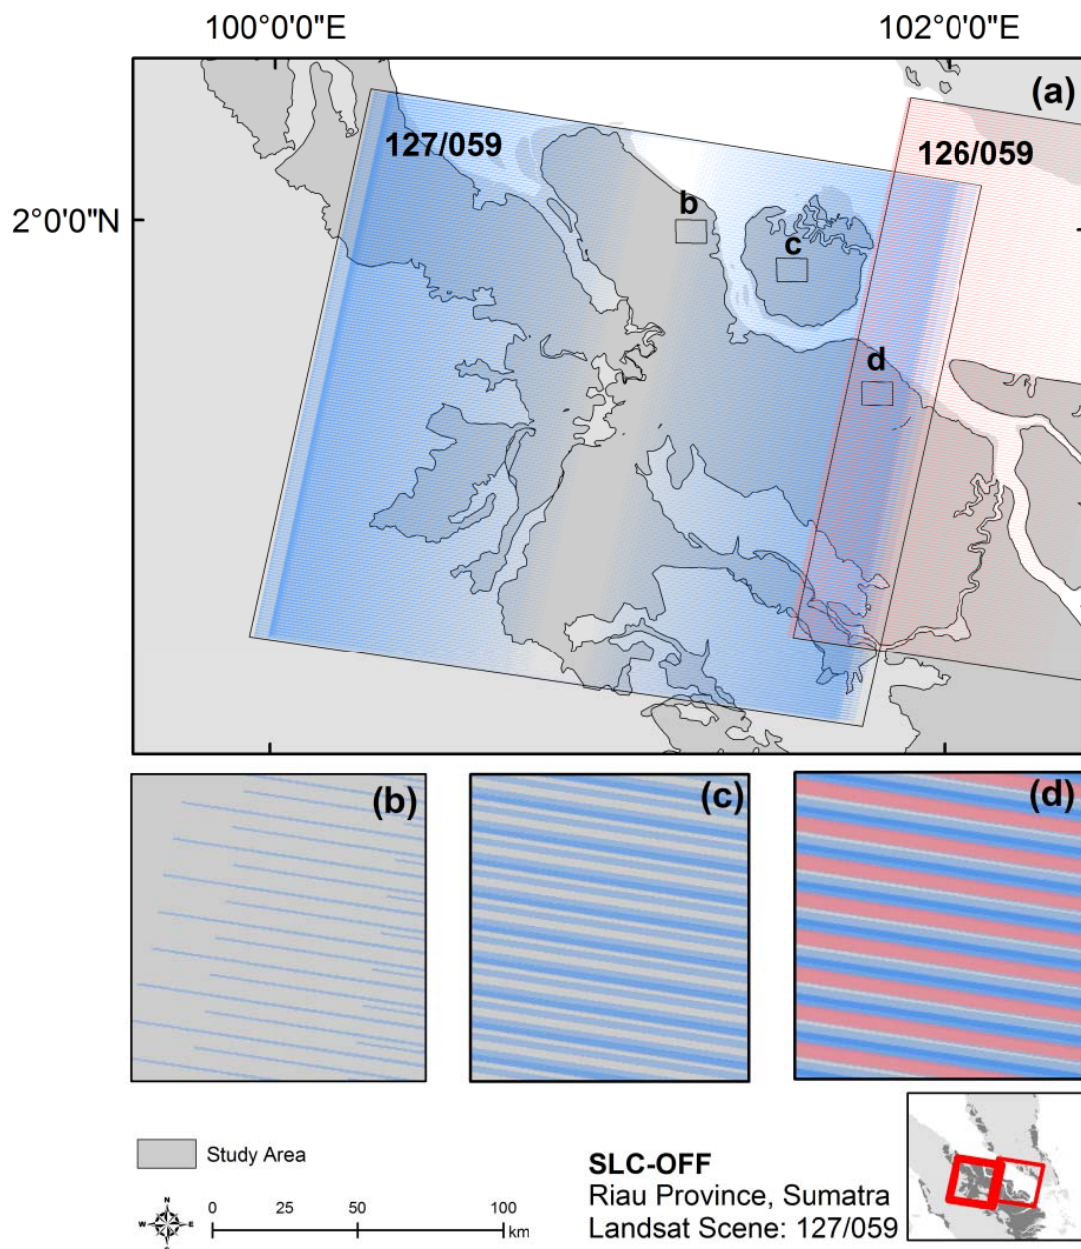 100°0'0"E 102°0'0"E
(a)
127/059
126/059
2°0'0"N
b
c
d
(b) (c) (d)
Study Area
SLC-OFF
Riau Province, Sumatra
Landsat Scene: 127/059
N
W E
S
0 25 50 100
km